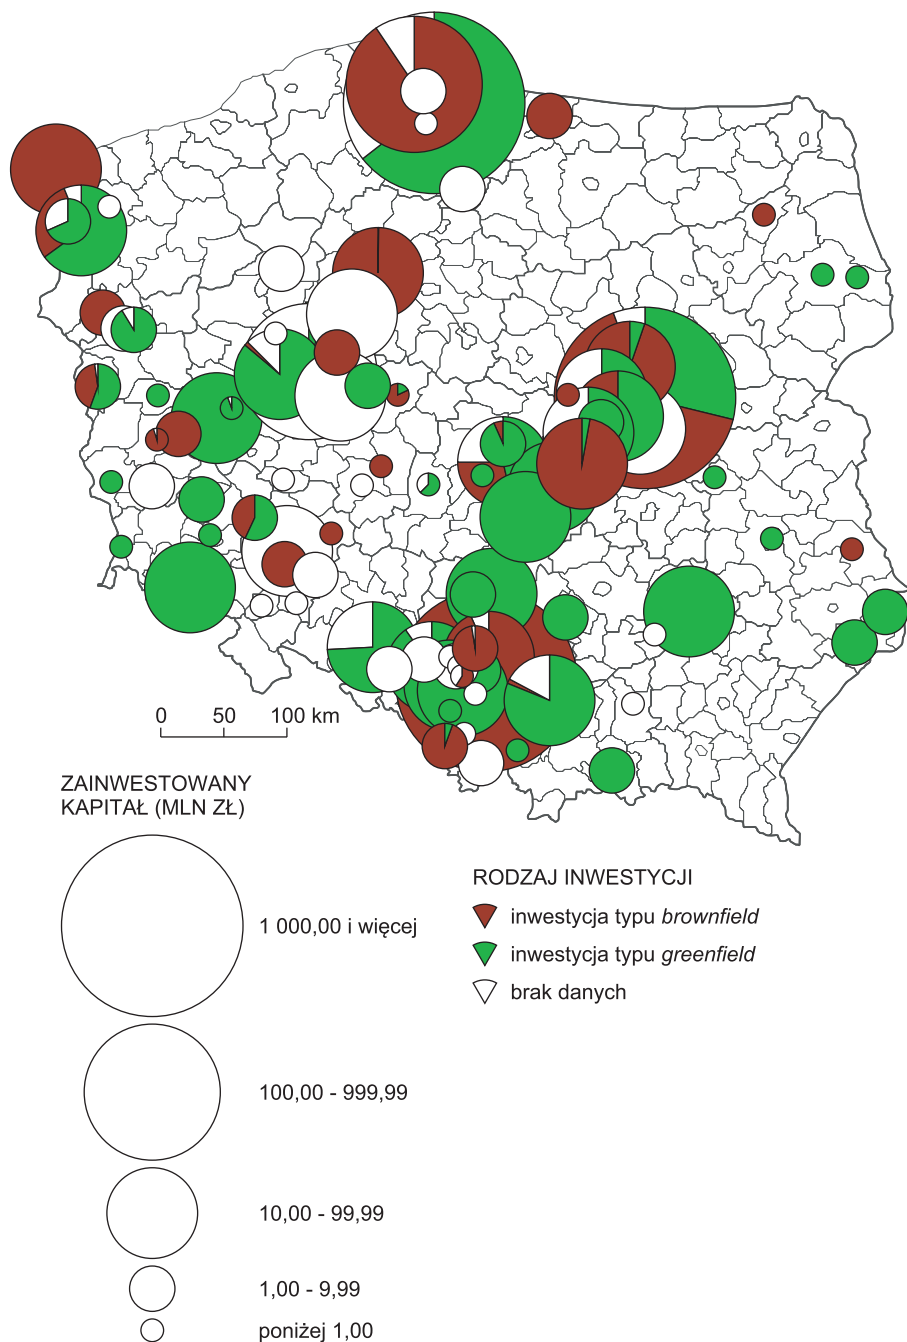 0 50 100 km
ZAINWESTOWANY
KAPITAŁ (MLN ZŁ)
1 000,00 i więcej
100,00 - 999,99
10,00 - 99,99
1,00 - 9,99
poniżej 1,00
RODZAJ INWESTYCJI
inwestycja typu brownfield
inwestycja typu greenfield
brak danych